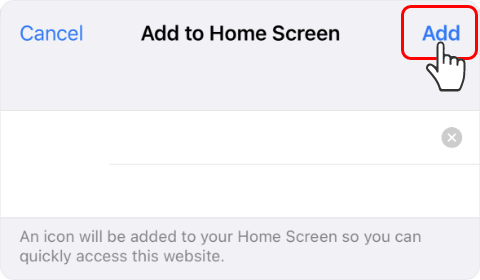 Cancel Add to Home Screen Add
An icon will be added to your Home Screen so you can
quickly access this website.